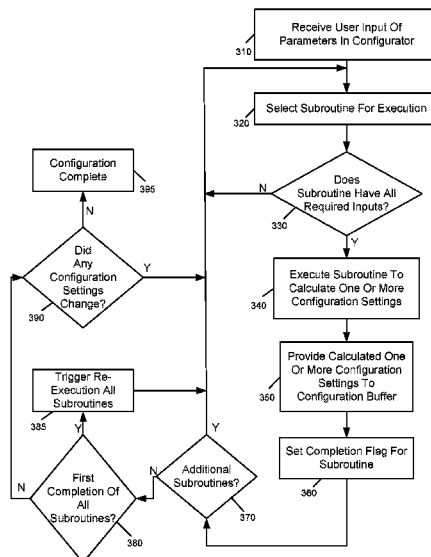 Receive User Input Of
Parameters In Configurator
310
Select Subroutine For Execution
320
Does
Subroutine Have All
Required Inputs?
330
N
Y
Execute Subroutine To
Calculate One Or More
Configuration Settings
340
Provide Calculated One
Or More Configuration
Settings To
Configuration Buffer
350
Set Completion Flag For
Subroutine
360
Additional
Subroutines?
370
Y
N
First
Completion Of
All
Subroutines?
380
Y
N
Trigger Re-
Execution All
Subroutines
385
Did
Any
Configuration
Settings
Change?
390
Y
N
Configuration
Complete
395